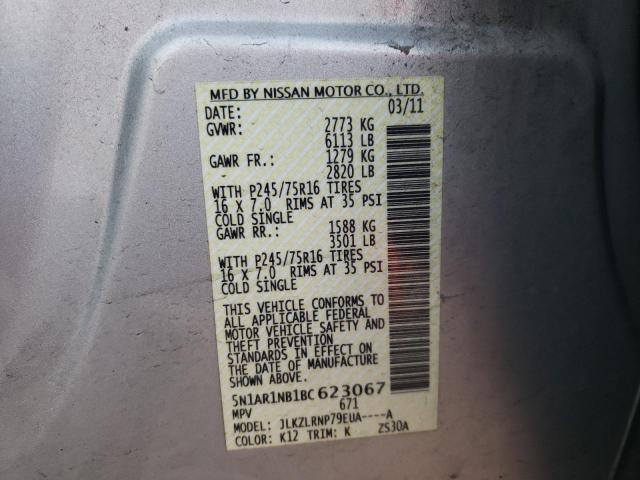 MFD BY NISSAN MOTOR CO., LTD.
DATE: 03/11
GVWR: 2773 KG
6113 LB
GAWR FR.: 1279 KG
2820 LB
WITH P245/75R16 TIRES
16 X 7.0 RIMS AT 35 PSI
COLD SINGLE
GAWR RR.: 1588 KG
3501 LB
WITH P245/75R16 TIRES
16 X 7.0 RIMS AT 35 PSI
COLD SINGLE
THIS VEHICLE CONFORMS TO
ALL APPLICABLE FEDERAL
MOTOR VEHICLE SAFETY AND
THEFT PREVENTION
STANDARDS IN EFFECT ON
THE DATE OF MANUFACTURE
SHOWN ABOVE.
5N1AR1NB1BC623067
MPV 671
MODEL: JLKZLRNP79EUA----A
COLOR: K12 TRIM: K ZS30A